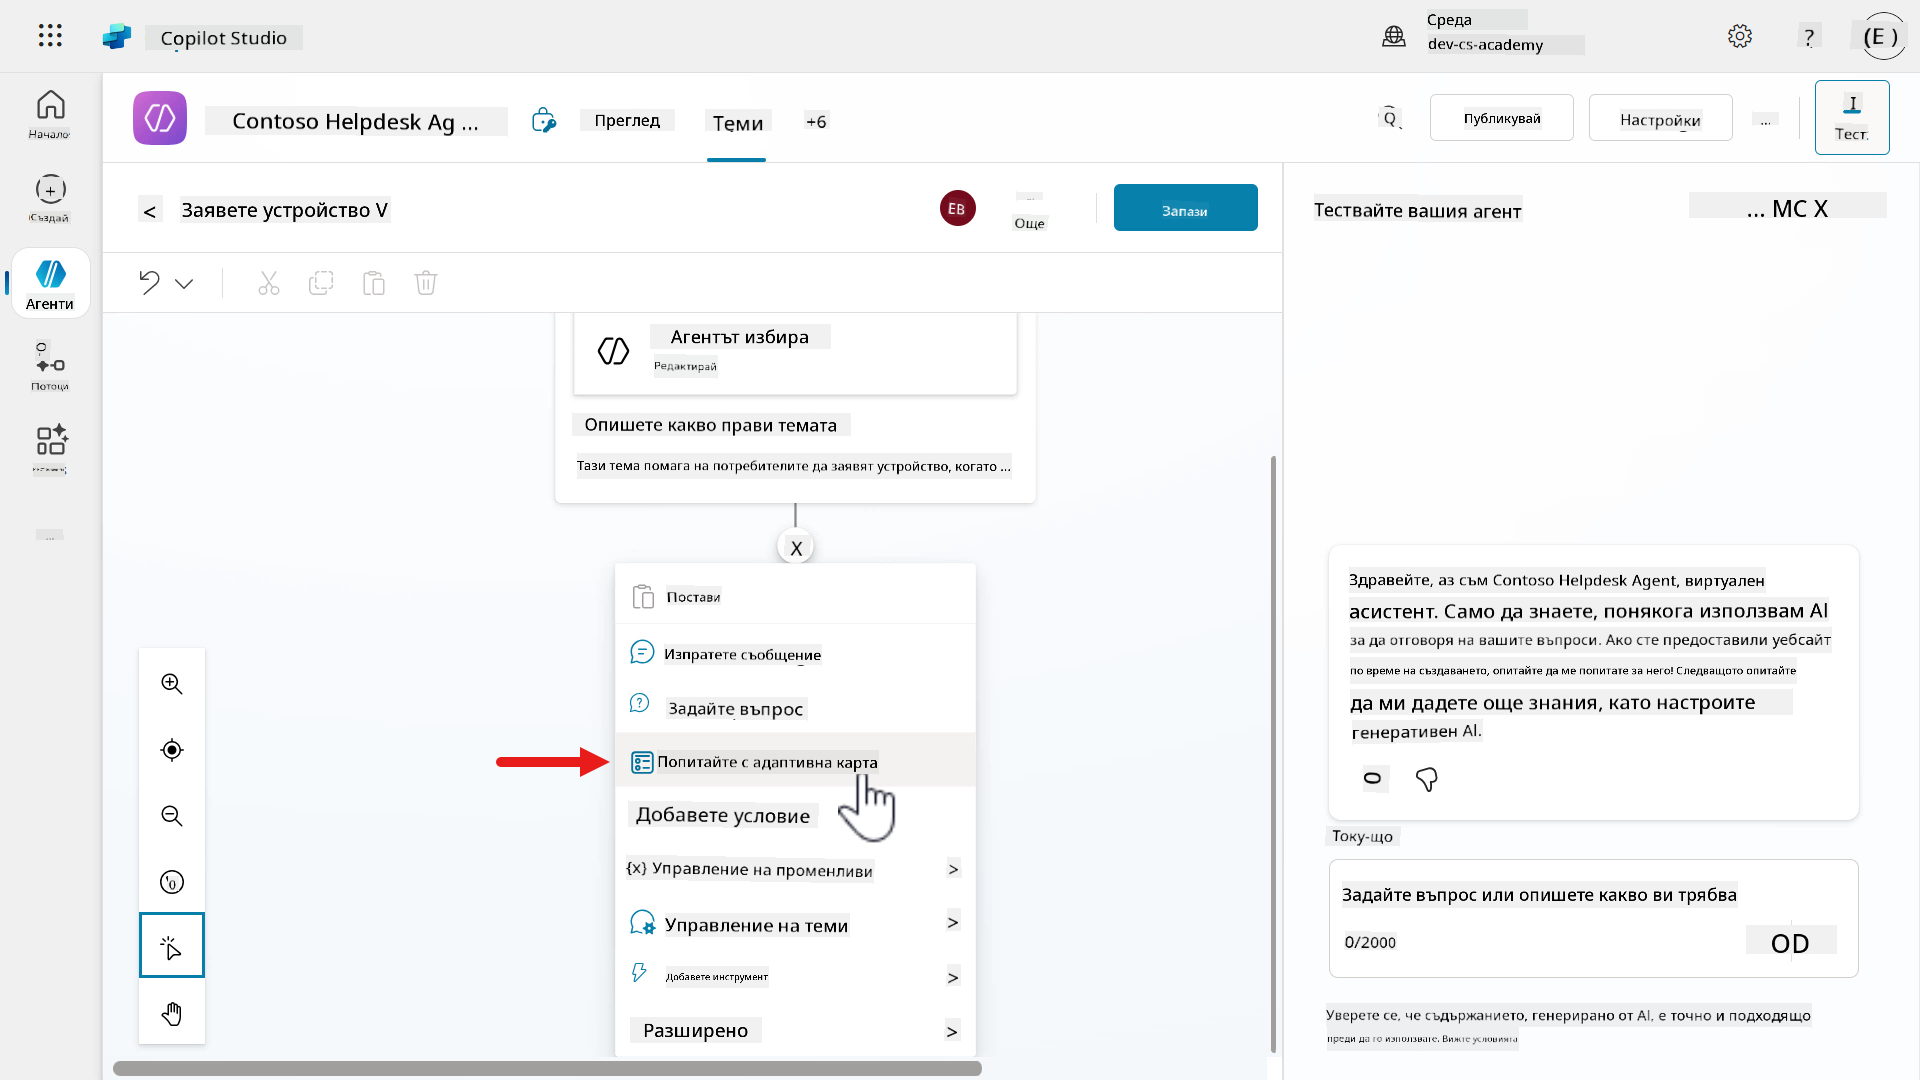 Copilot Studio
Среда
dev-cs-academy
?
(E )
Начало
Създай
Агенти
Потоци
Contoso Helpdesk Ag ...
Преглед
Теми
+6
Публикувай
Настройки
...
Тест
< Заявете устройство V
EB
Още
Запази
Агентът избира
Редактирай
Опишете какво прави темата
Тази тема помага на потребителите да заявят устройство, когато ...
X
Постави
Изпратете съобщение
Задайте въпрос
Попитайте с адаптивна карта
Добавете условие
{x} Управление на променливи >
Управление на теми >
Добавете инструмент >
Разширено >
Тествайте вашия агент
... MC X
Здравейте, аз съм Contoso Helpdesk Agent, виртуален
асистент. Само да знаете, понякога използвам AI
за да отговоря на вашите въпроси. Ако сте предоставили уебсайт
по време на създаването, опитайте да ме попитате за него! Следващото опитайте
да ми дадете още знания, като настроите
генеративен AI.
Току-що
Задайте въпрос или опишете какво ви трябва
0/2000
OD
Уверете се, че съдържанието, генерирано от AI, е точно и подходящо
преди да го използвате. Вижте условията